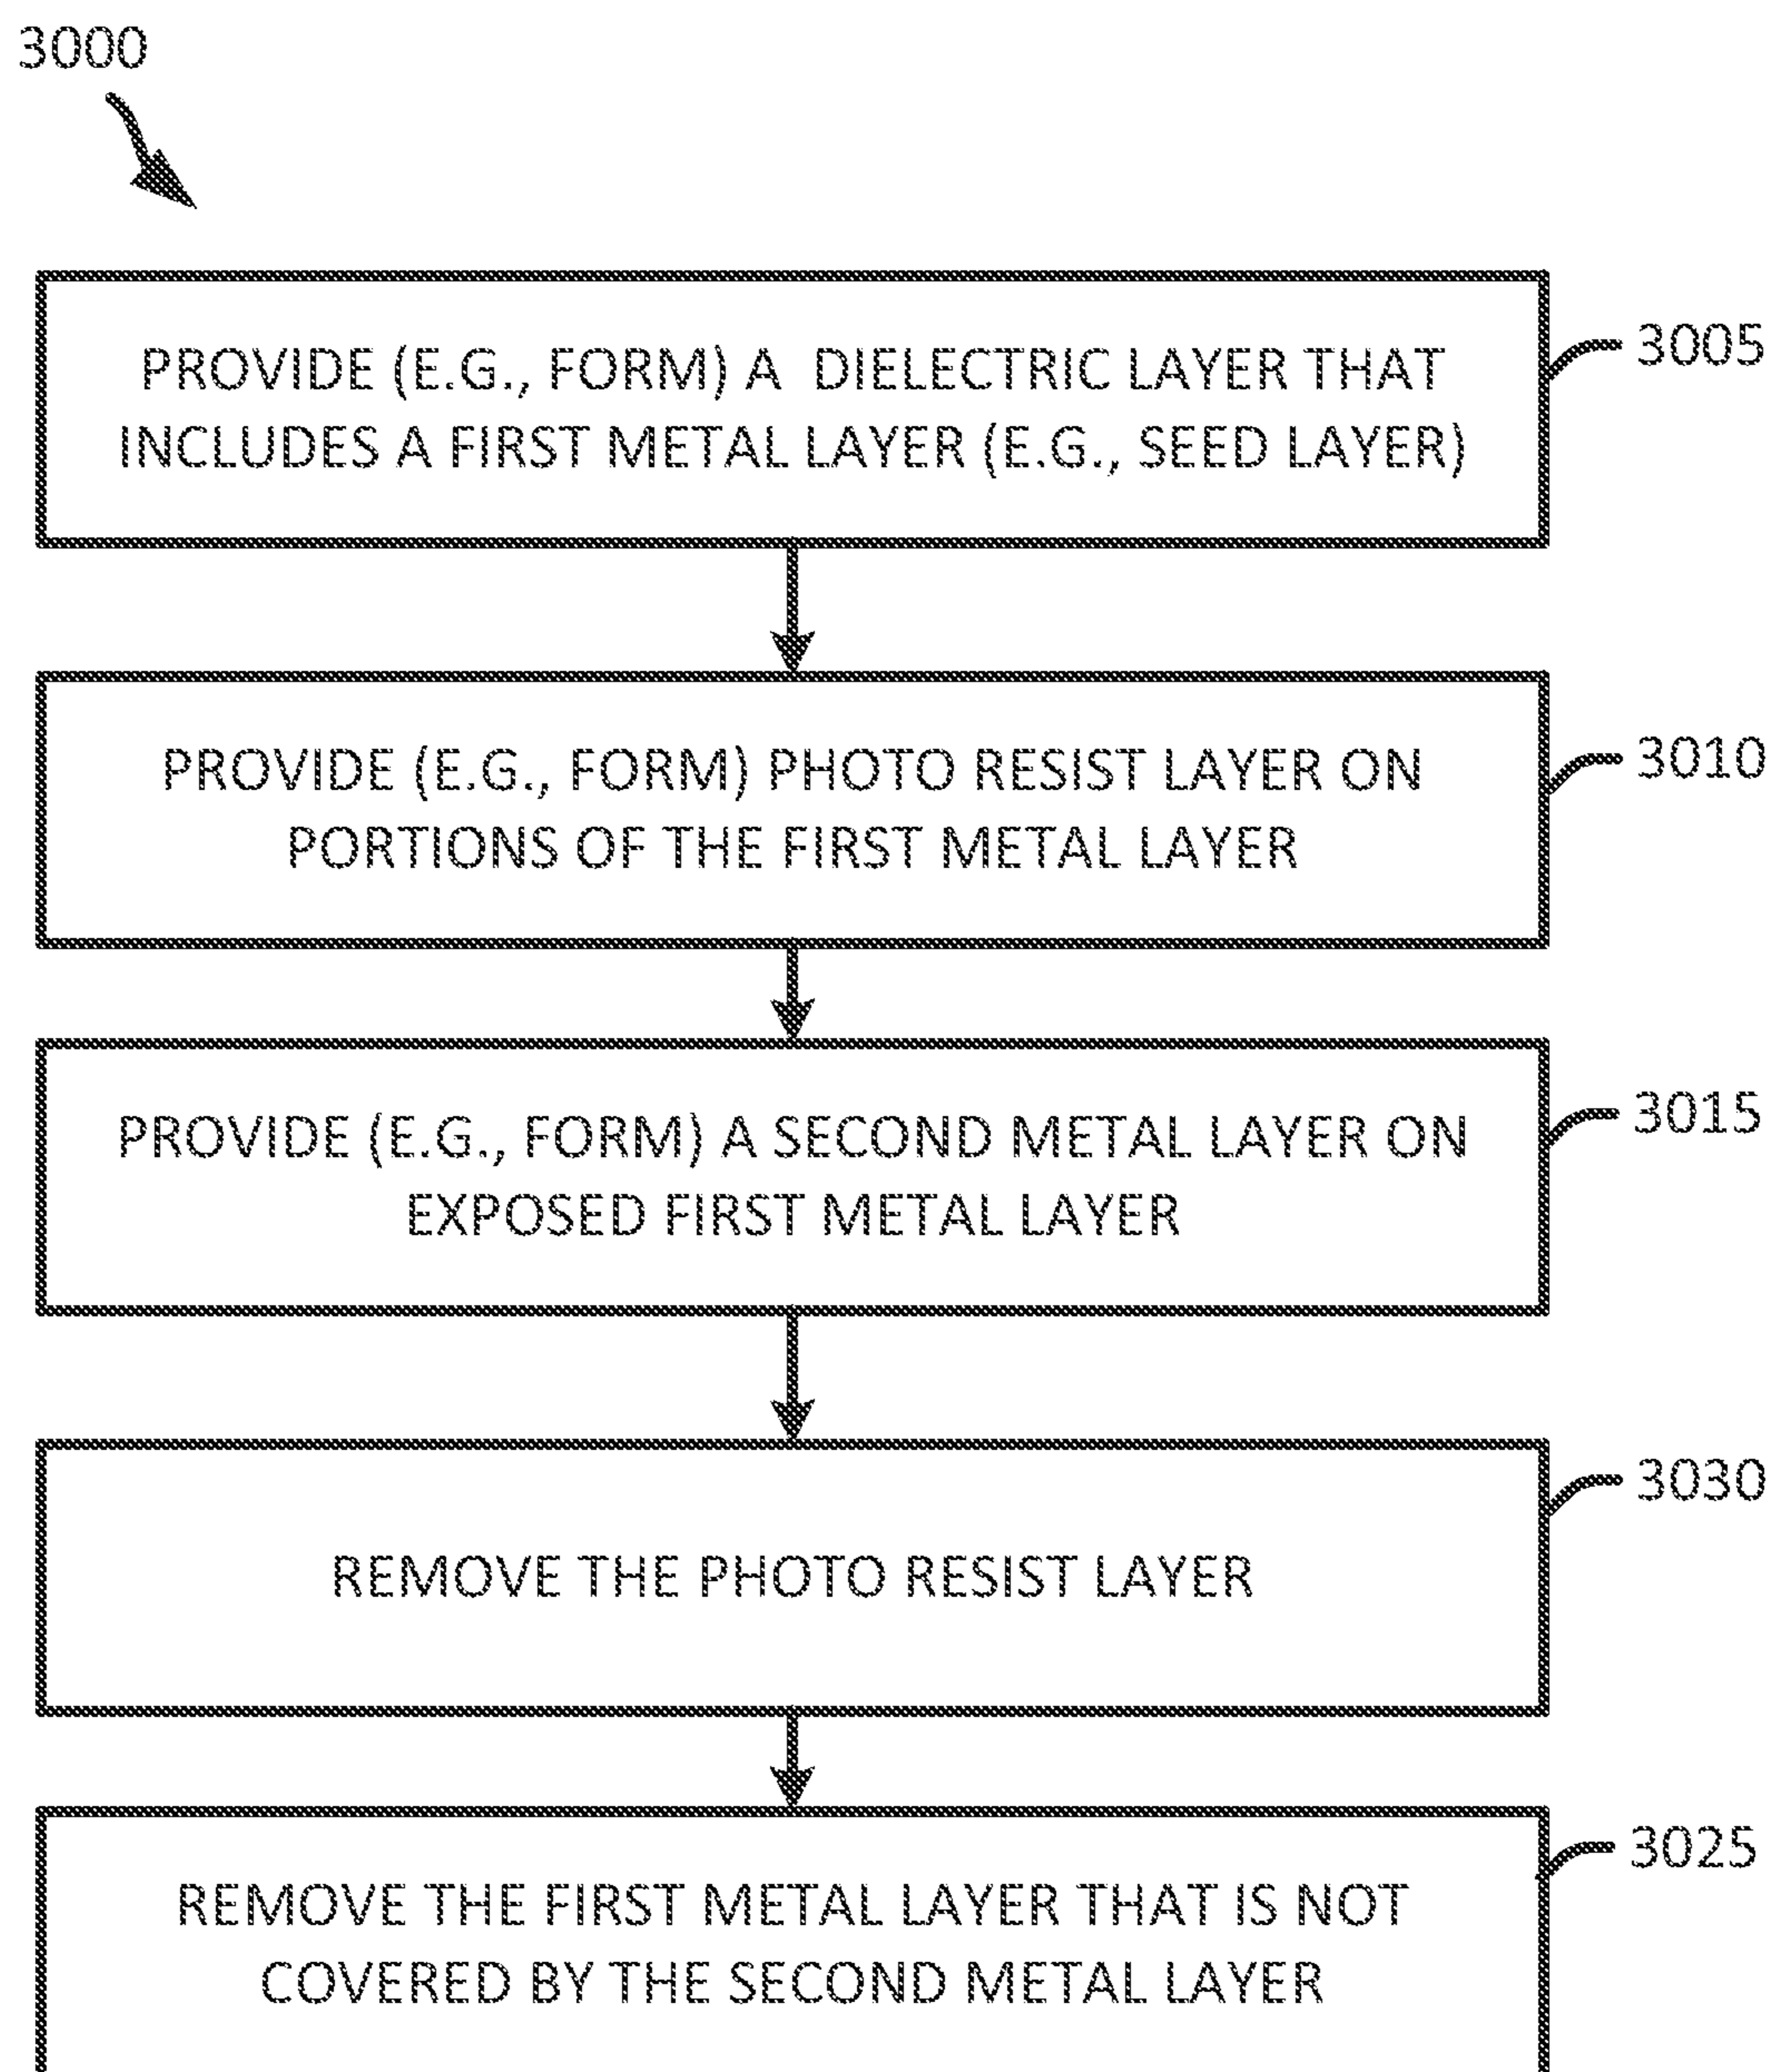 3000
PROVIDE (E.G., FORM) A DIELECTRIC LAYER THAT
INCLUDES A FIRST METAL LAYER (E.G., SEED LAYER)
3005
PROVIDE (E.G., FORM) PHOTO RESIST LAYER ON
PORTIONS OF THE FIRST METAL LAYER
3010
PROVIDE (E.G., FORM) A SECOND METAL LAYER ON
EXPOSED FIRST METAL LAYER
3015
REMOVE THE PHOTO RESIST LAYER
3030
REMOVE THE FIRST METAL LAYER THAT IS NOT
COVERED BY THE SECOND METAL LAYER
3025